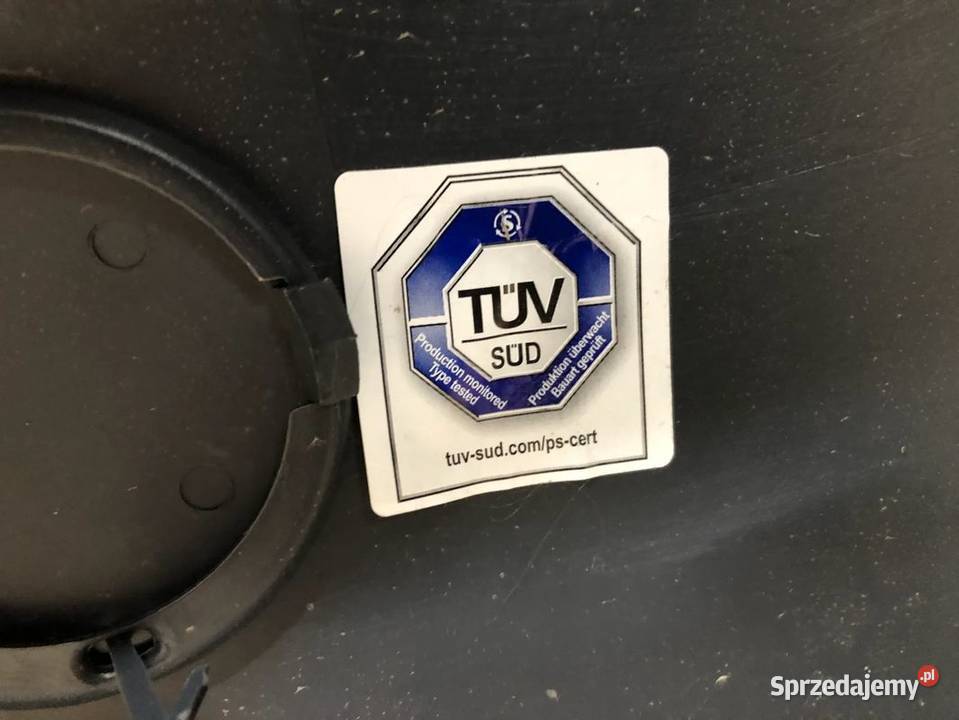 TÜV
SÜD
Production monitored
Type tested
Produktion überwacht
Bauart geprüft
tuv-sud.com/ps-cert
Sprzedajemy.pl